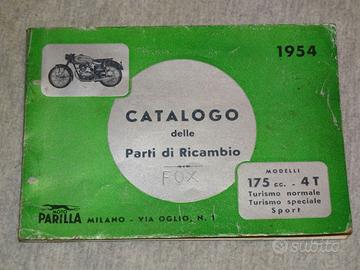 1954
CATALOGO
delle
Parti di Ricambio
FOX
MODELLI
175 cc. - 4 T
Turismo normale
Turismo speciale
Sport
MOTO
PARILLA MILANO - VIA OGLIO, N. 1
subito